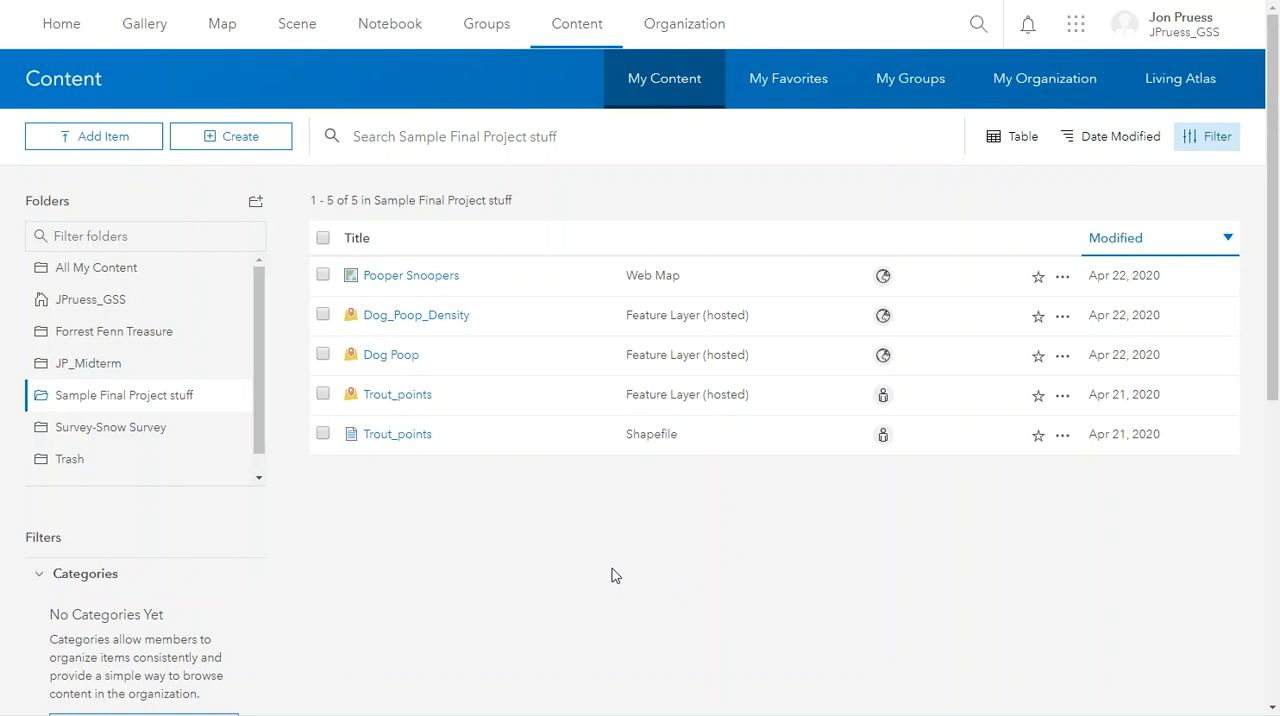 Home Gallery Map Scene Notebook Groups Content Organization
Jon Pruess
JPruess_GSS
Content My Content My Favorites My Groups My Organization Living Atlas
Add Item Create Search Sample Final Project stuff Table Date Modified Filter
Folders
Filter folders
All My Content
JPruess_GSS
Forrest Fenn Treasure
JP_Midterm
Sample Final Project stuff
Survey-Snow Survey
Trash
1 - 5 of 5 in Sample Final Project stuff
Title Modified
Pooper Snoopers Web Map Apr 22, 2020
Dog_Poop_Density Feature Layer (hosted) Apr 22, 2020
Dog Poop Feature Layer (hosted) Apr 22, 2020
Trout_points Feature Layer (hosted) Apr 21, 2020
Trout_points Shapefile Apr 21, 2020
Filters
Categories
No Categories Yet
Categories allow members to
organize items consistently and
provide a simple way to browse
content in the organization.